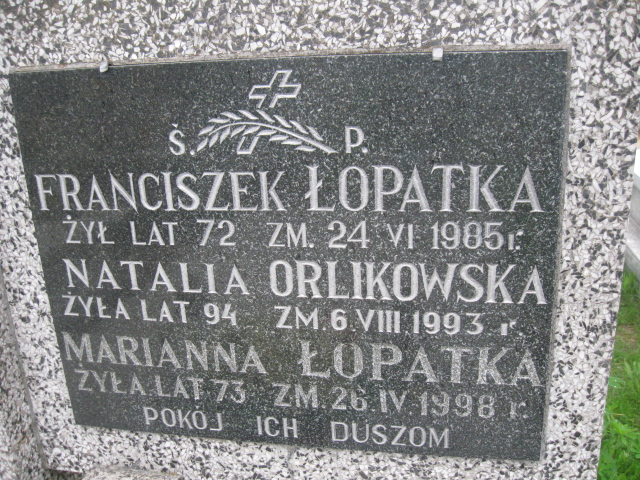 Ś. P.
FRANCISZEK ŁOPATKA
ŻYŁ LAT 72 ZM. 24 VI 1985 r.
NATALIA ORLIKOWSKA
ŻYŁA LAT 94 ZM. 6. VIII 1993 r.
MARIANNA ŁOPATKA
ŻYŁA LAT 73 ZM. 26. IV. 1998 r.
POKÓJ ICH DUSZOM